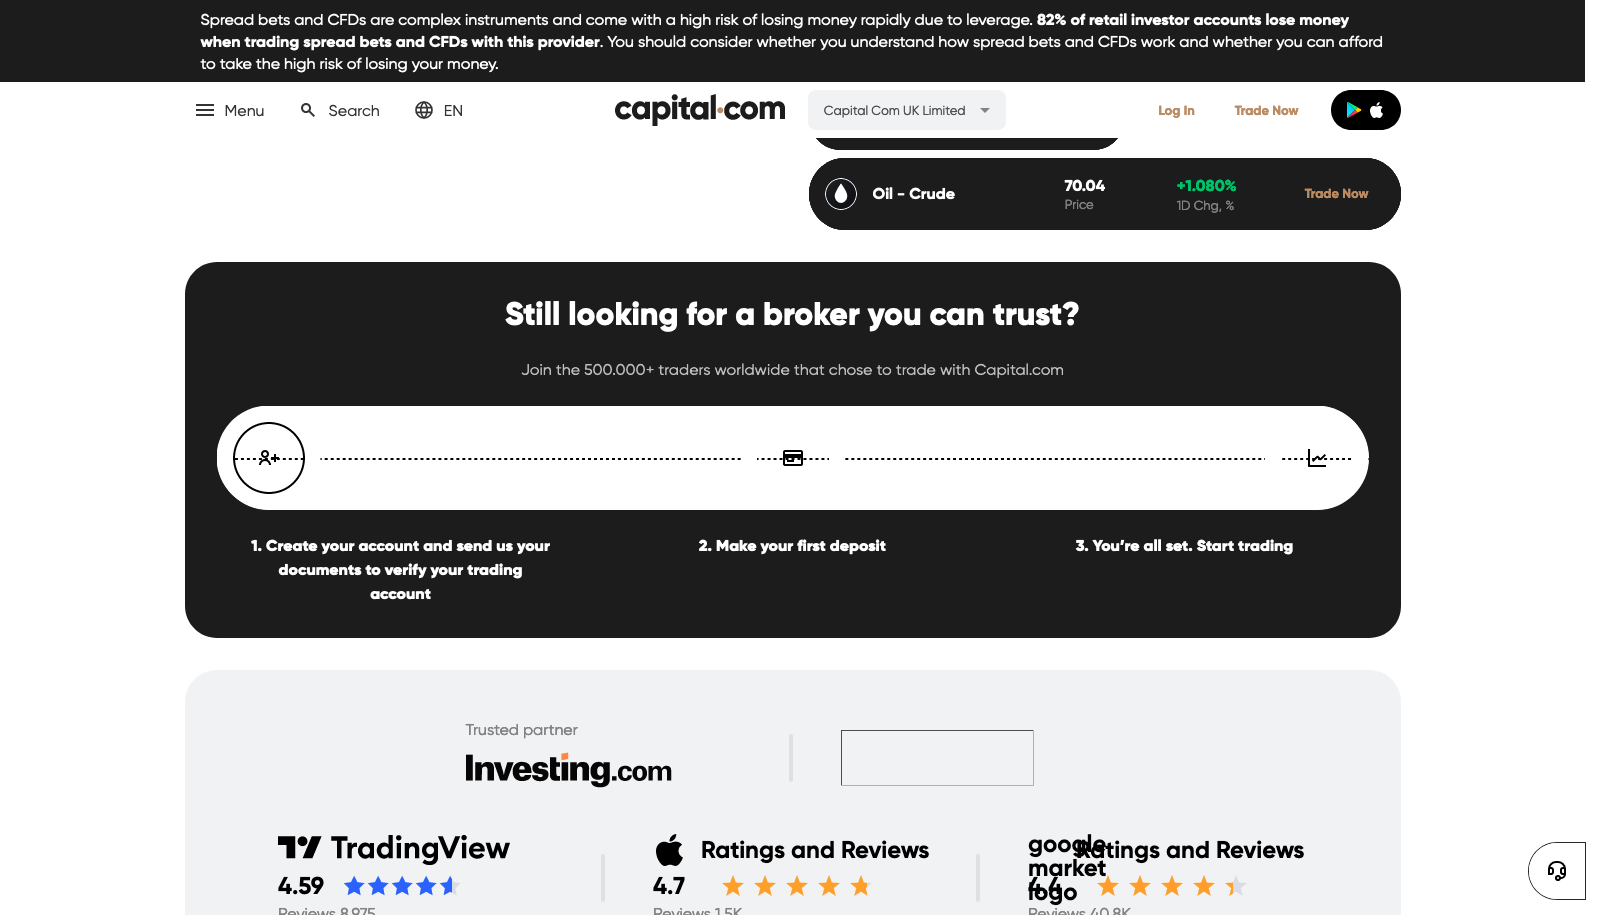 Spread bets and CFDs are complex instruments and come with a high risk of losing money rapidly due to leverage. 82% of retail investor accounts lose money
when trading spread bets and CFDs with this provider. You should consider whether you understand how spread bets and CFDs work and whether you can afford
to take the high risk of losing your money.
Menu
Search
EN
capital.com
Capital Com UK Limited
Log In
Trade Now
Oil - Crude
70.04
Price
+1.080%
1D Chg, %
Trade Now
Still looking for a broker you can trust?
Join the 500.000+ traders worldwide that chose to trade with Capital.com
1. Create your account and send us your
documents to verify your trading
account
2. Make your first deposit
3. You're all set. Start trading
Trusted partner
Investing.com
TradingView
4.59
Reviews 8,975
Ratings and Reviews
4.7
Reviews 1.5K
google
market
logo
Ratings and Reviews
4.4
Reviews 40.8K